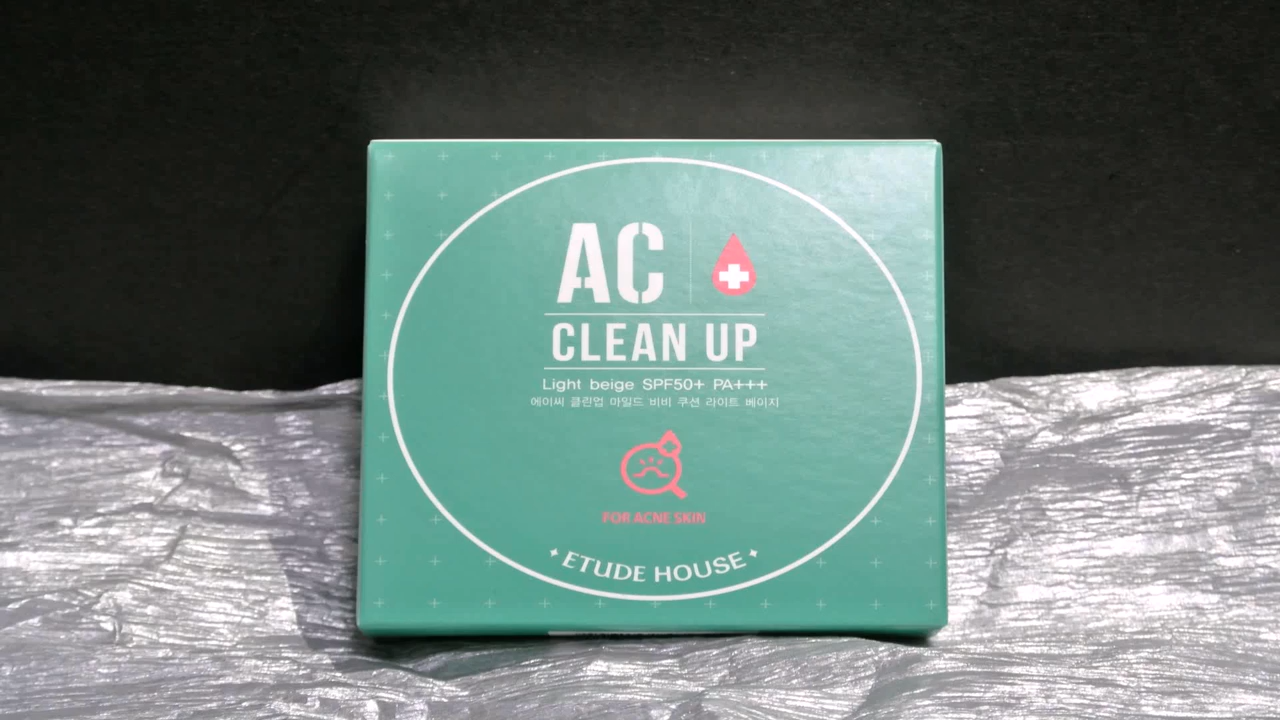 AC
CLEAN UP
Light beige SPF50+ PA+++
에이씨 클린업 마일드 비비 쿠션 라이트 베이지
FOR ACNE SKIN
ETUDE HOUSE